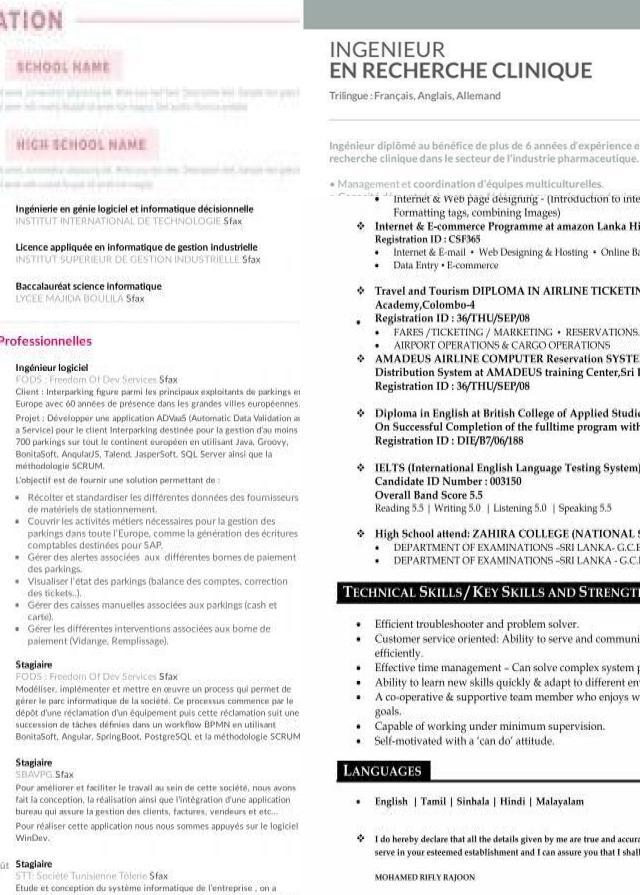 ATION
SCHOOL NAME
HIGH SCHOOL NAME
Ingénierie en génie logiciel et informatique décisionnelle
INSTITUT INTERNATIONAL DE TECHNOLOGIE Sfax
Licence appliquée en informatique de gestion industrielle
INSTITUT SUPERIEUR DE GESTION INDUSTRIELLE Sfax
Baccalauréat science informatique
LYCEE MAJIDA BOULILA Sfax
Professionnelles
Ingénieur logiciel
FODS : Freedom Of Dev Services Sfax
Client : Interparking figure parmi les principaux exploitants de parkings en
Europe avec 60 années de présence dans les grandes villes européennes.
Projet : Développer une application ADVaaS (Automatic Data Validation as
a Service) pour le client Interparking destinée pour la gestion d'au moins
700 parkings sur tout le continent européen en utilisant Java, Groovy,
BonitaSoft, AngularJS, Talend, JasperSoft, SQL Server ainsi que la
méthodologie SCRUM.
L'objectif est de fournir une solution permettant de :
• Récolter et standardiser les différentes données des fournisseurs
de matériels de stationnement.
• Couvrir les activités métiers nécessaires pour la gestion des
parkings dans toute l'Europe, comme la génération des écritures
comptables destinées pour SAP.
• Gérer des alertes associées aux différentes bornes de paiement
des parkings.
• Visualiser l'état des parkings (balance des comptes, correction
des tickets..).
• Gérer des caisses manuelles associées aux parkings (cash et
carte).
• Gérer les différentes interventions associées aux borne de
paiement (Vidange, Remplissage).
Stagiaire
FODS : Freedom Of Dev Services Sfax
Modéliser, implémenter et mettre en œuvre un process qui permet de
gérer le parc informatique de la société. Ce processus commence par le
dépôt d'une réclamation d'un équipement puis cette réclamation suit une
succession de tâches définies dans un workflow BPMN en utilisant
BonitaSoft, Angular, SpringBoot, PostgreSQL et la méthodologie SCRUM
Stagiaire
SBAVPG Sfax
Pour améliorer et faciliter le travail au sein de cette société, nous avons
fait la conception, la réalisation ainsi que l'intégration d'une application
bureau qui assure la gestion des clients, factures, vendeurs et etc...
Pour réaliser cette application nous nous sommes appuyés sur le logiciel
WinDev.
ût Stagiaire
STT: Société Tunisienne Tôlerie Sfax
Etude et conception du système informatique de l'entreprise , on a
INGENIEUR
EN RECHERCHE CLINIQUE
Trilingue : Français, Anglais, Allemand
Ingénieur diplômé au bénéfice de plus de 6 années d'expérience e
recherche clinique dans le secteur de l'industrie pharmaceutique.
• Management et coordination d'équipes multiculturelles.
• Internet & Web page designing - (Introduction to inte
Formatting tags, combining Images)
❖ Internet & E-commerce Programme at amazon Lanka Hi
Registration ID : CSF365
• Internet & E-mail • Web Designing & Hosting • Online Ba
• Data Entry • E-commerce
❖ Travel and Tourism DIPLOMA IN AIRLINE TICKETIN
Academy,Colombo-4
• Registration ID : 36/THU/SEP/08
• FARES /TICKETING / MARKETING • RESERVATIONS.
• AIRPORT OPERATIONS & CARGO OPERATIONS
❖ AMADEUS AIRLINE COMPUTER Reservation SYSTE
Distribution System at AMADEUS training Center,Sri I
Registration ID : 36/THU/SEP/08
❖ Diploma in English at British College of Applied Studie
On Successful Completion of the fulltime program with
Registration ID : DIE/B7/06/188
❖ IELTS (International English Language Testing System)
Candidate ID Number : 003150
Overall Band Score 5.5
Reading 5.5 | Writing 5.0 | Listening 5.0 | Speaking 5.5
❖ High School attend: ZAHIRA COLLEGE (NATIONAL S
• DEPARTMENT OF EXAMINATIONS –SRI LANKA- G.C.E
• DEPARTMENT OF EXAMINATIONS –SRI LANKA - G.C.E
TECHNICAL SKILLS/KEY SKILLS AND STRENGTH
• Efficient troubleshooter and problem solver.
• Customer service oriented: Ability to serve and communi
efficiently.
• Effective time management – Can solve complex system p
• Ability to learn new skills quickly & adapt to different en
• A co-operative & supportive team member who enjoys w
goals.
• Capable of working under minimum supervision.
• Self-motivated with a 'can do' attitude.
LANGUAGES
• English | Tamil | Sinhala | Hindi | Malayalam
❖ I do hereby declare that all the details given by me are true and accura
serve in your esteemed establishment and I can assure you that I shall
MOHAMED RIFLY RAJOON